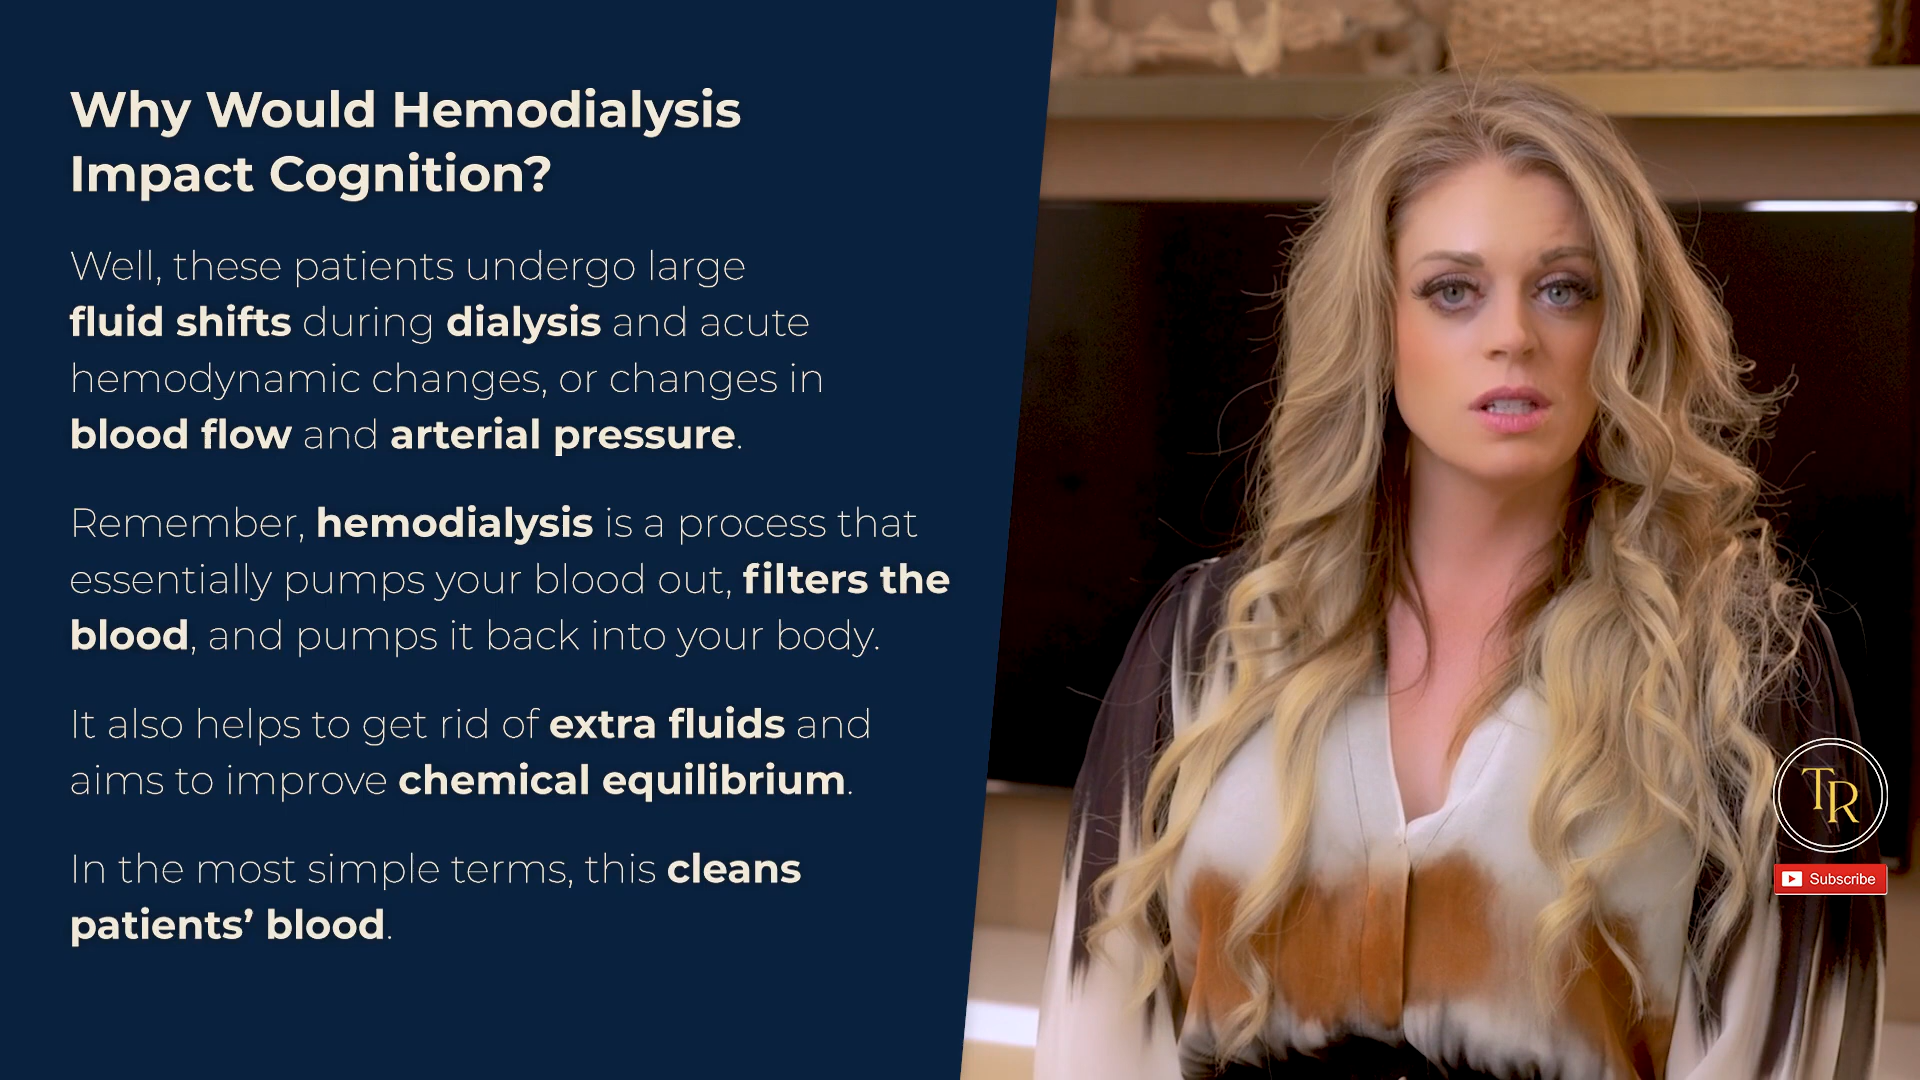 Why Would Hemodialysis
Impact Cognition?
Well, these patients undergo large
fluid shifts during dialysis and acute
hemodynamic changes, or changes in
blood flow and arterial pressure.
Remember, hemodialysis is a process that
essentially pumps your blood out, filters the
blood, and pumps it back into your body.
It also helps to get rid of extra fluids and
aims to improve chemical equilibrium.
In the most simple terms, this cleans
patients’ blood.
TR
Subscribe